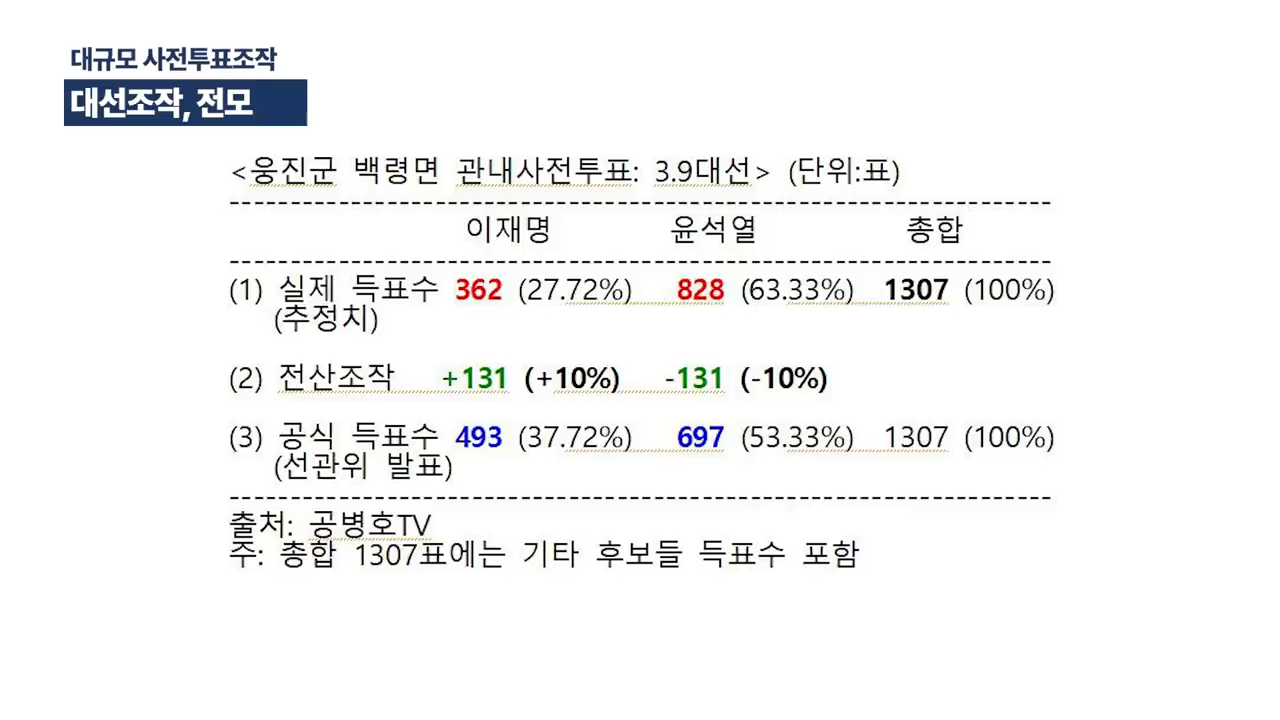 대규모 사전투표조작
대선조작, 전모
<웅진군 백령면 관내사전투표: 3.9대선> (단위:표)
이재명 윤석열 총합
(1) 실제 득표수 362 (27.72%) 828 (63.33%) 1307 (100%)
(추정치)
(2) 전산조작 +131 (+10%) -131 (-10%)
(3) 공식 득표수 493 (37.72%) 697 (53.33%) 1307 (100%)
(선관위 발표)
출처: 공병호TV
주: 총합 1307표에는 기타 후보들 득표수 포함